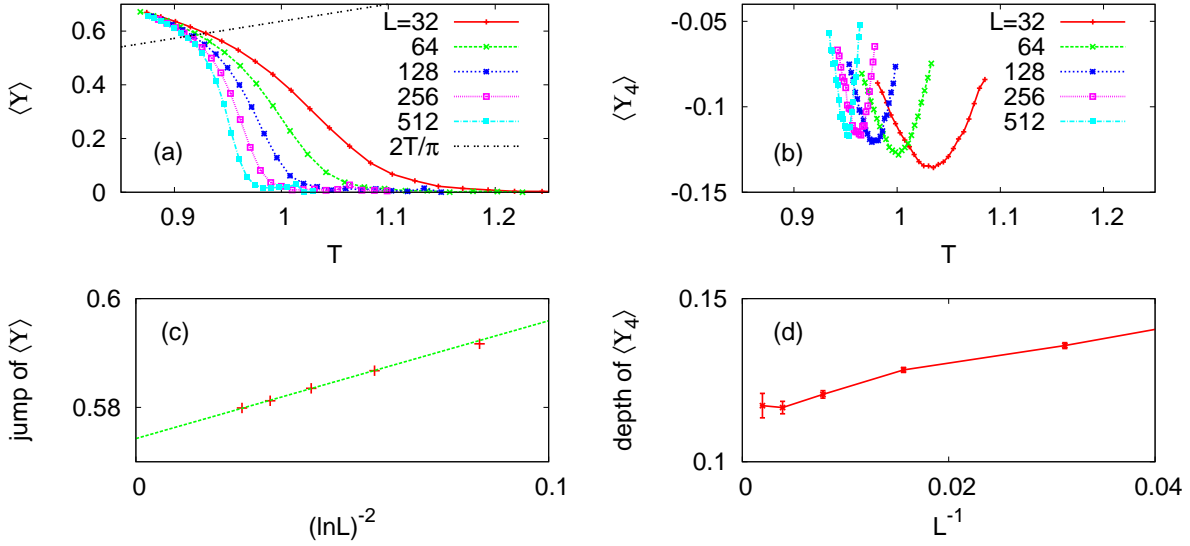 ⟨Υ⟩
0.6
0.4
0.2
0
0.9
1
1.1
1.2
T
(a)
L=32
64
128
256
512
2T/π
⟨Υ₄⟩
-0.05
-0.1
-0.15
0.9
1
1.1
1.2
T
(b)
L=32
64
128
256
512
jump of ⟨Υ⟩
0.6
0.58
0
0.1
(lnL)⁻²
(c)
depth of ⟨Υ₄⟩
0.15
0.1
0
0.02
0.04
L⁻¹
(d)